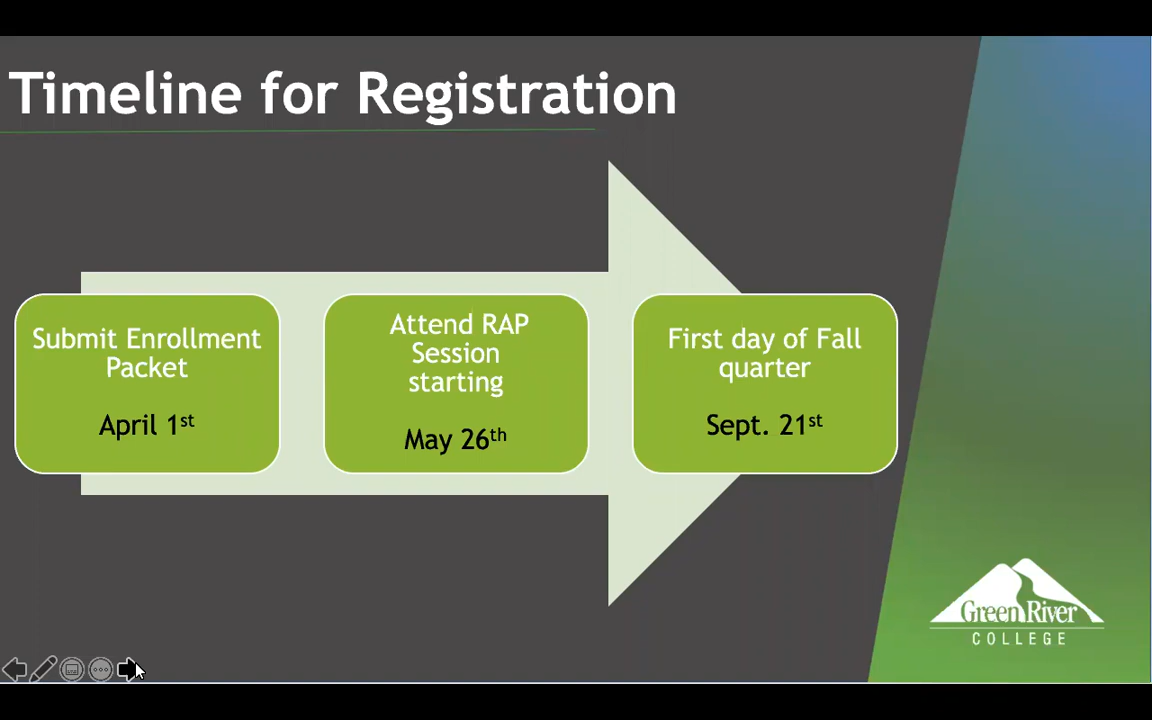 Timeline for Registration
Submit Enrollment
Packet
April 1st
Attend RAP
Session
starting
May 26th
First day of Fall
quarter
Sept. 21st
Green River
COLLEGE